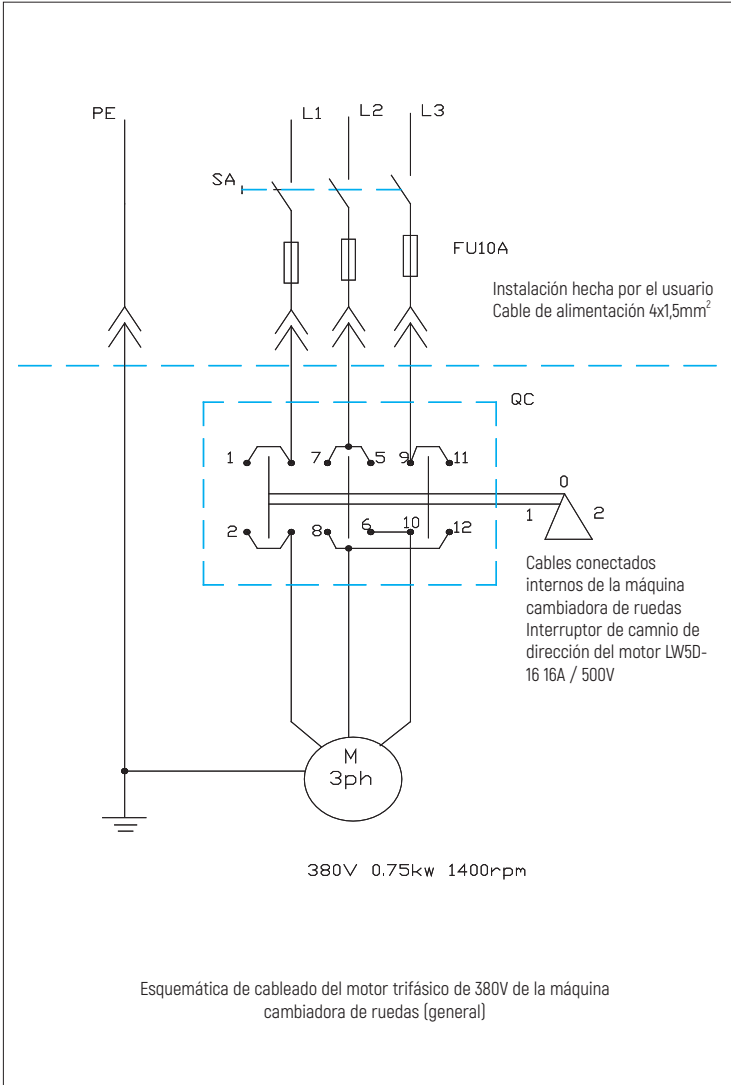 PE
L1
L2
L3
SA
FU10A
Instalación hecha por el usuario
Cable de alimentación 4x1,5mm²
QC
1
7
5
9
11
2
8
6
10
12
0
1
2
Cables conectados
internos de la máquina
cambiadora de ruedas
Interruptor de camnio de
dirección del motor LW5D-
16 16A / 500V
M
3ph
380V 0.75kw 1400rpm
Esquemática de cableado del motor trifásico de 380V de la máquina
cambiadora de ruedas (general)